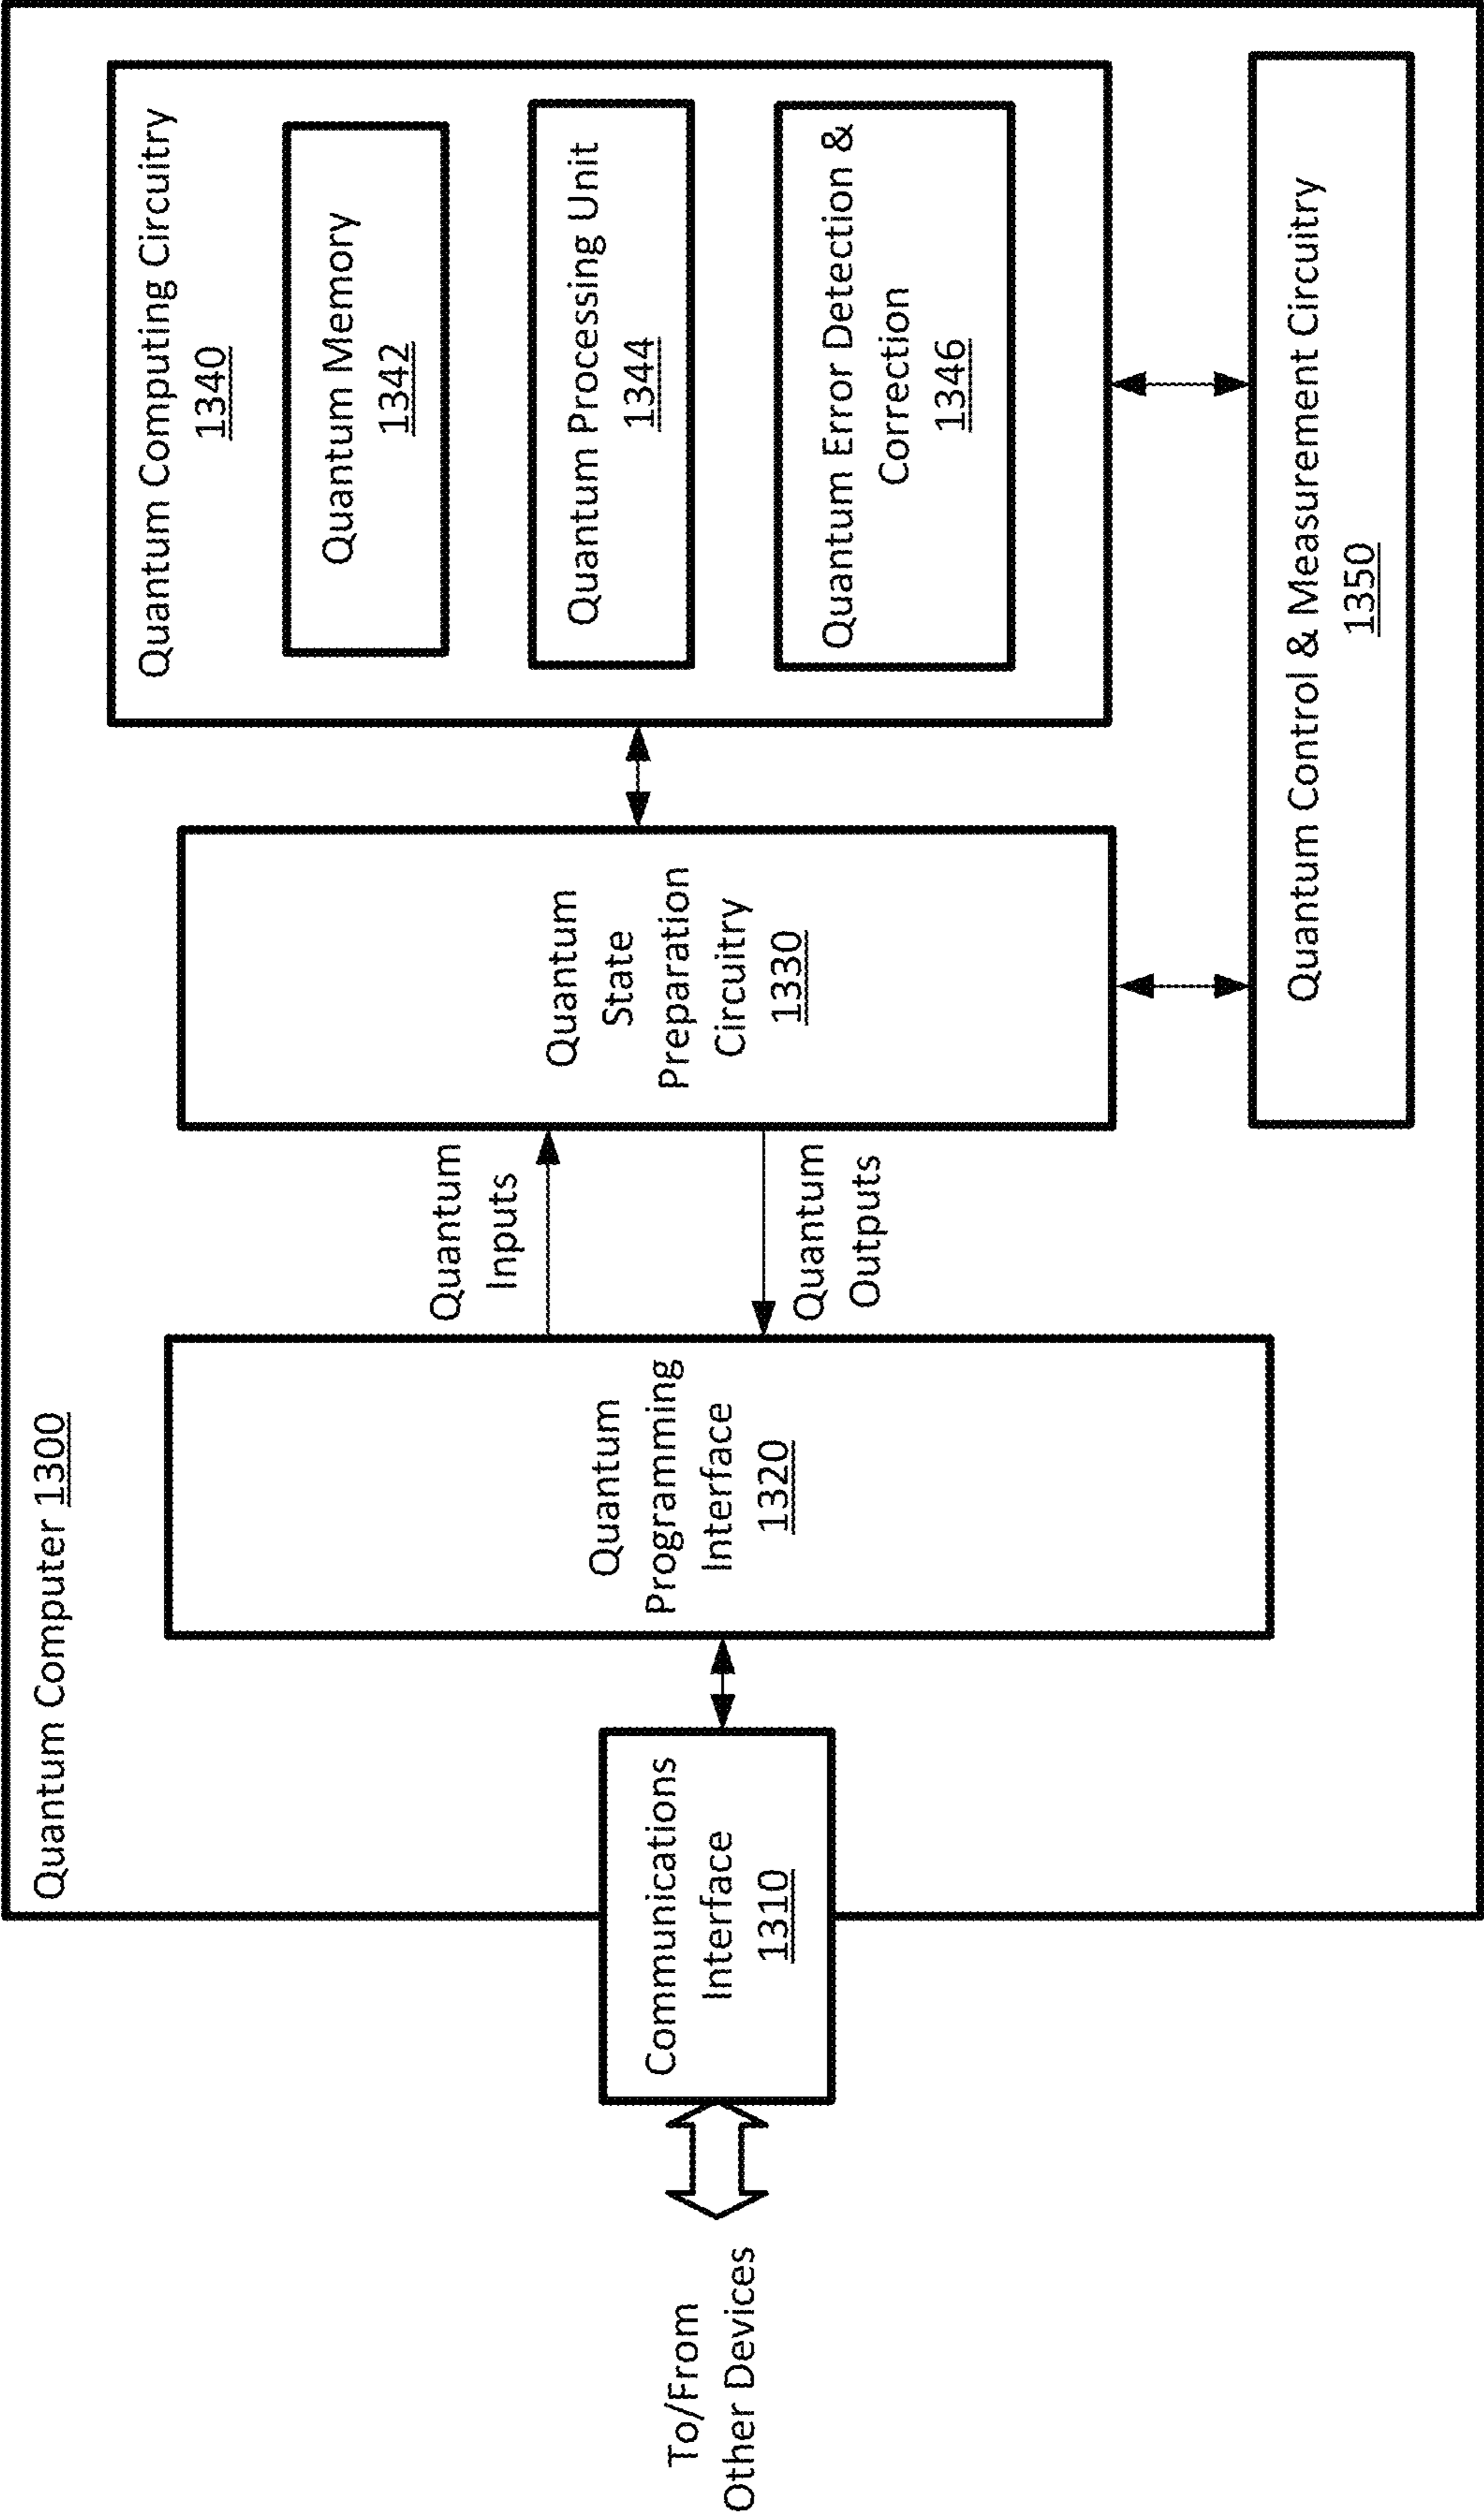 Quantum Computer 1300
To/From
Other Devices
Communications
Interface
1310
Quantum
Programming
Interface
1320
Quantum
Inputs
Quantum
Outputs
Quantum
State
Preparation
Circuitry
1330
Quantum Computing Circuitry
1340
Quantum Memory
1342
Quantum Processing Unit
1344
Quantum Error Detection &
Correction
1346
Quantum Control & Measurement Circuitry
1350